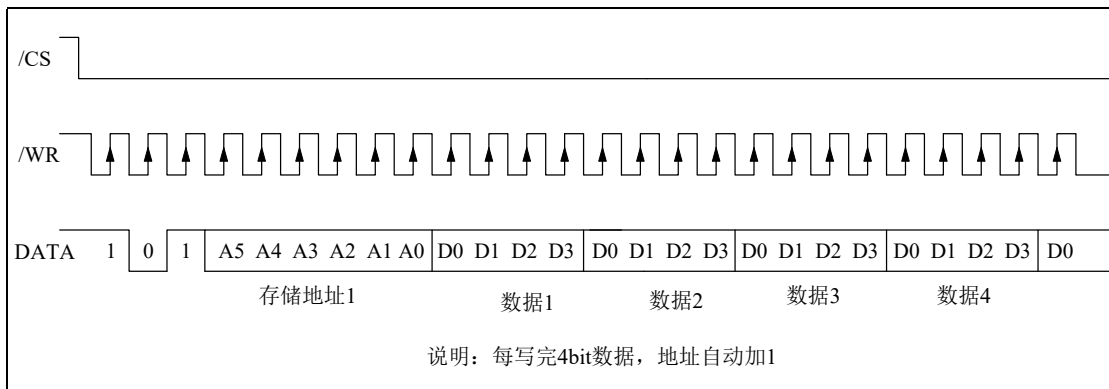 /CS
/WR
DATA 1 0 1 A5 A4 A3 A2 A1 A0 D0 D1 D2 D3 D0 D1 D2 D3 D0 D1 D2 D3 D0 D1 D2 D3 D0
存储地址1 数据1 数据2 数据3 数据4
说明：每写完4bit数据，地址自动加1